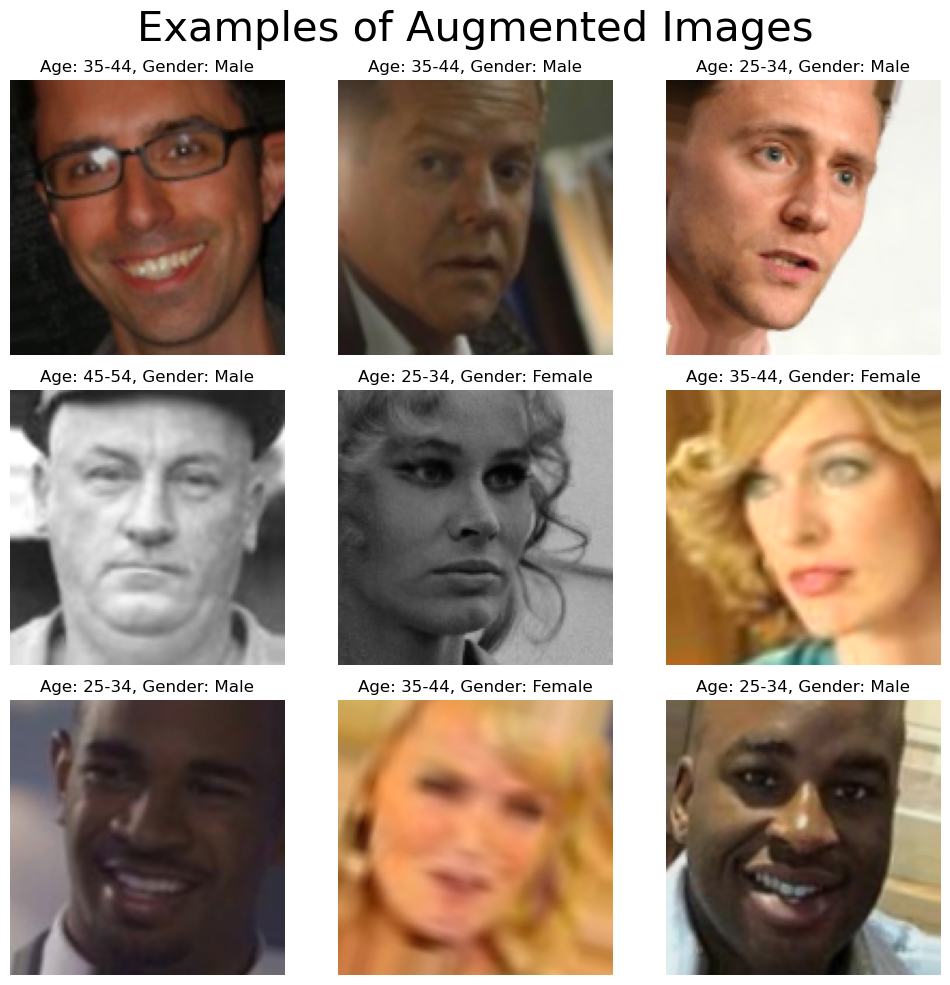 Examples of Augmented Images
Age: 35-44, Gender: Male
Age: 35-44, Gender: Male
Age: 25-34, Gender: Male
Age: 45-54, Gender: Male
Age: 25-34, Gender: Female
Age: 35-44, Gender: Female
Age: 25-34, Gender: Male
Age: 35-44, Gender: Female
Age: 25-34, Gender: Male